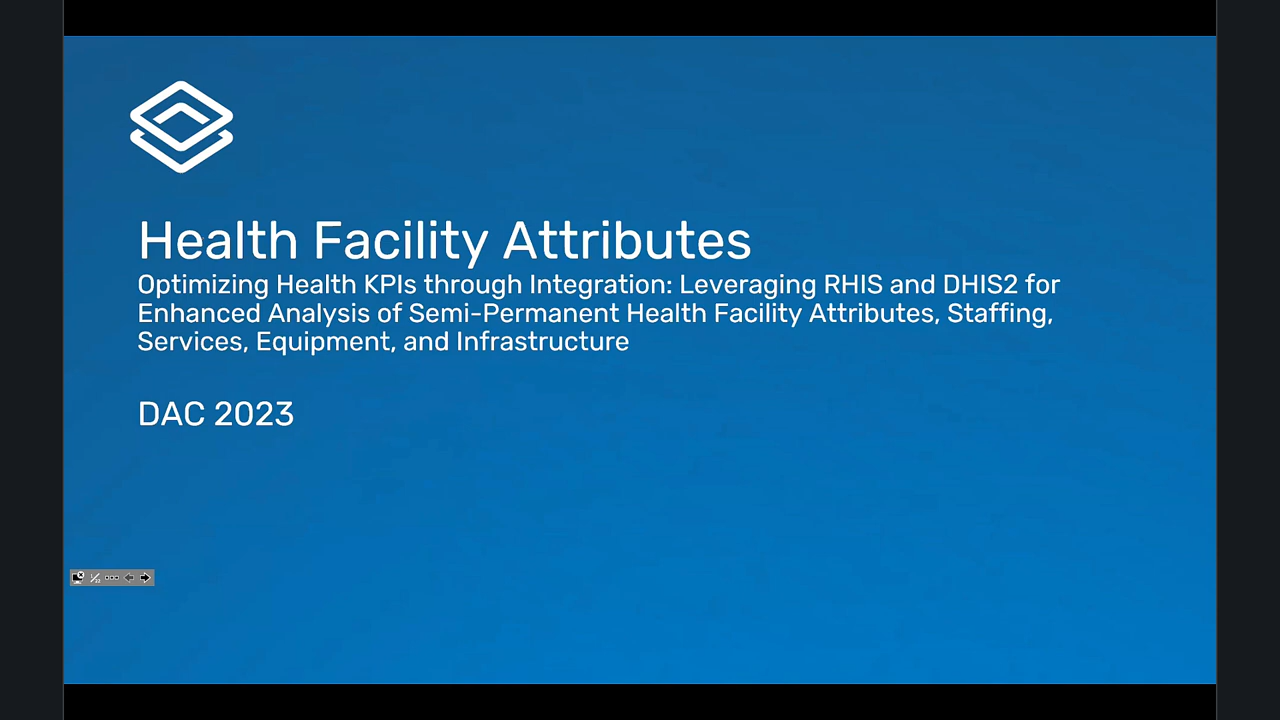 Health Facility Attributes
Optimizing Health KPIs through Integration: Leveraging RHIS and DHIS2 for
Enhanced Analysis of Semi-Permanent Health Facility Attributes, Staffing,
Services, Equipment, and Infrastructure
DAC 2023